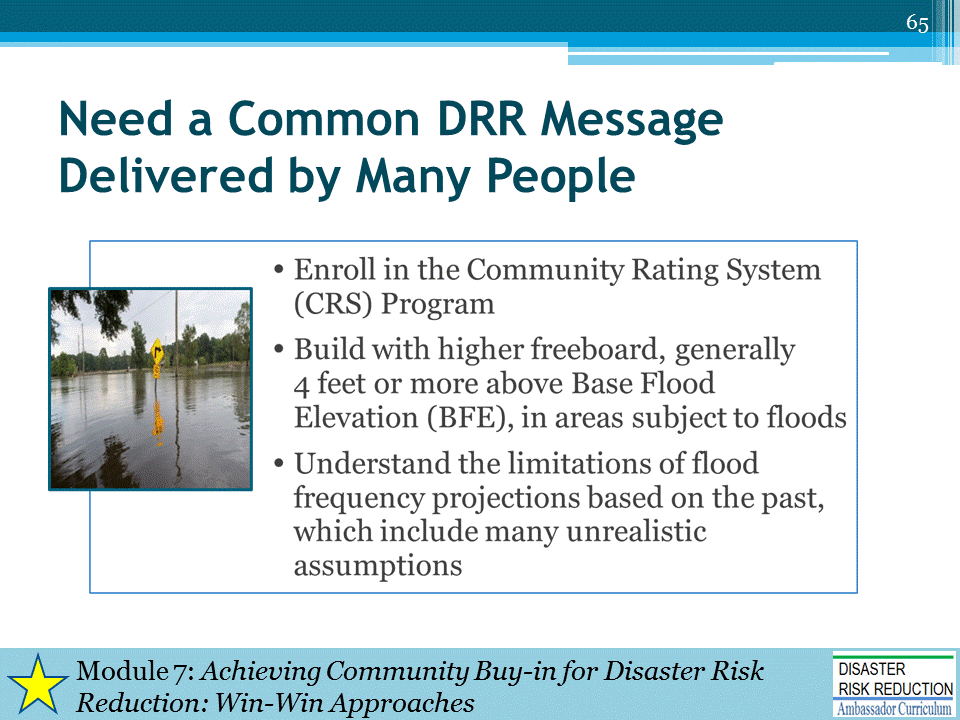 65
Need a Common DRR Message
Delivered by Many People
• Enroll in the Community Rating System
(CRS) Program
• Build with higher freeboard, generally
4 feet or more above Base Flood
Elevation (BFE), in areas subject to floods
• Understand the limitations of flood
frequency projections based on the past,
which include many unrealistic
assumptions
Module 7: Achieving Community Buy-in for Disaster Risk
Reduction: Win-Win Approaches
DISASTER
RISK REDUCTION
Ambassador Curriculum